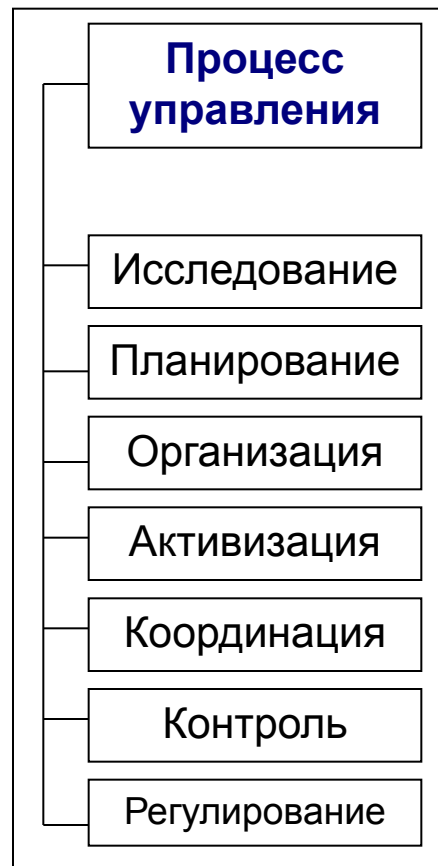 Процесс
управления
Исследование
Планирование
Организация
Активизация
Координация
Контроль
Регулирование